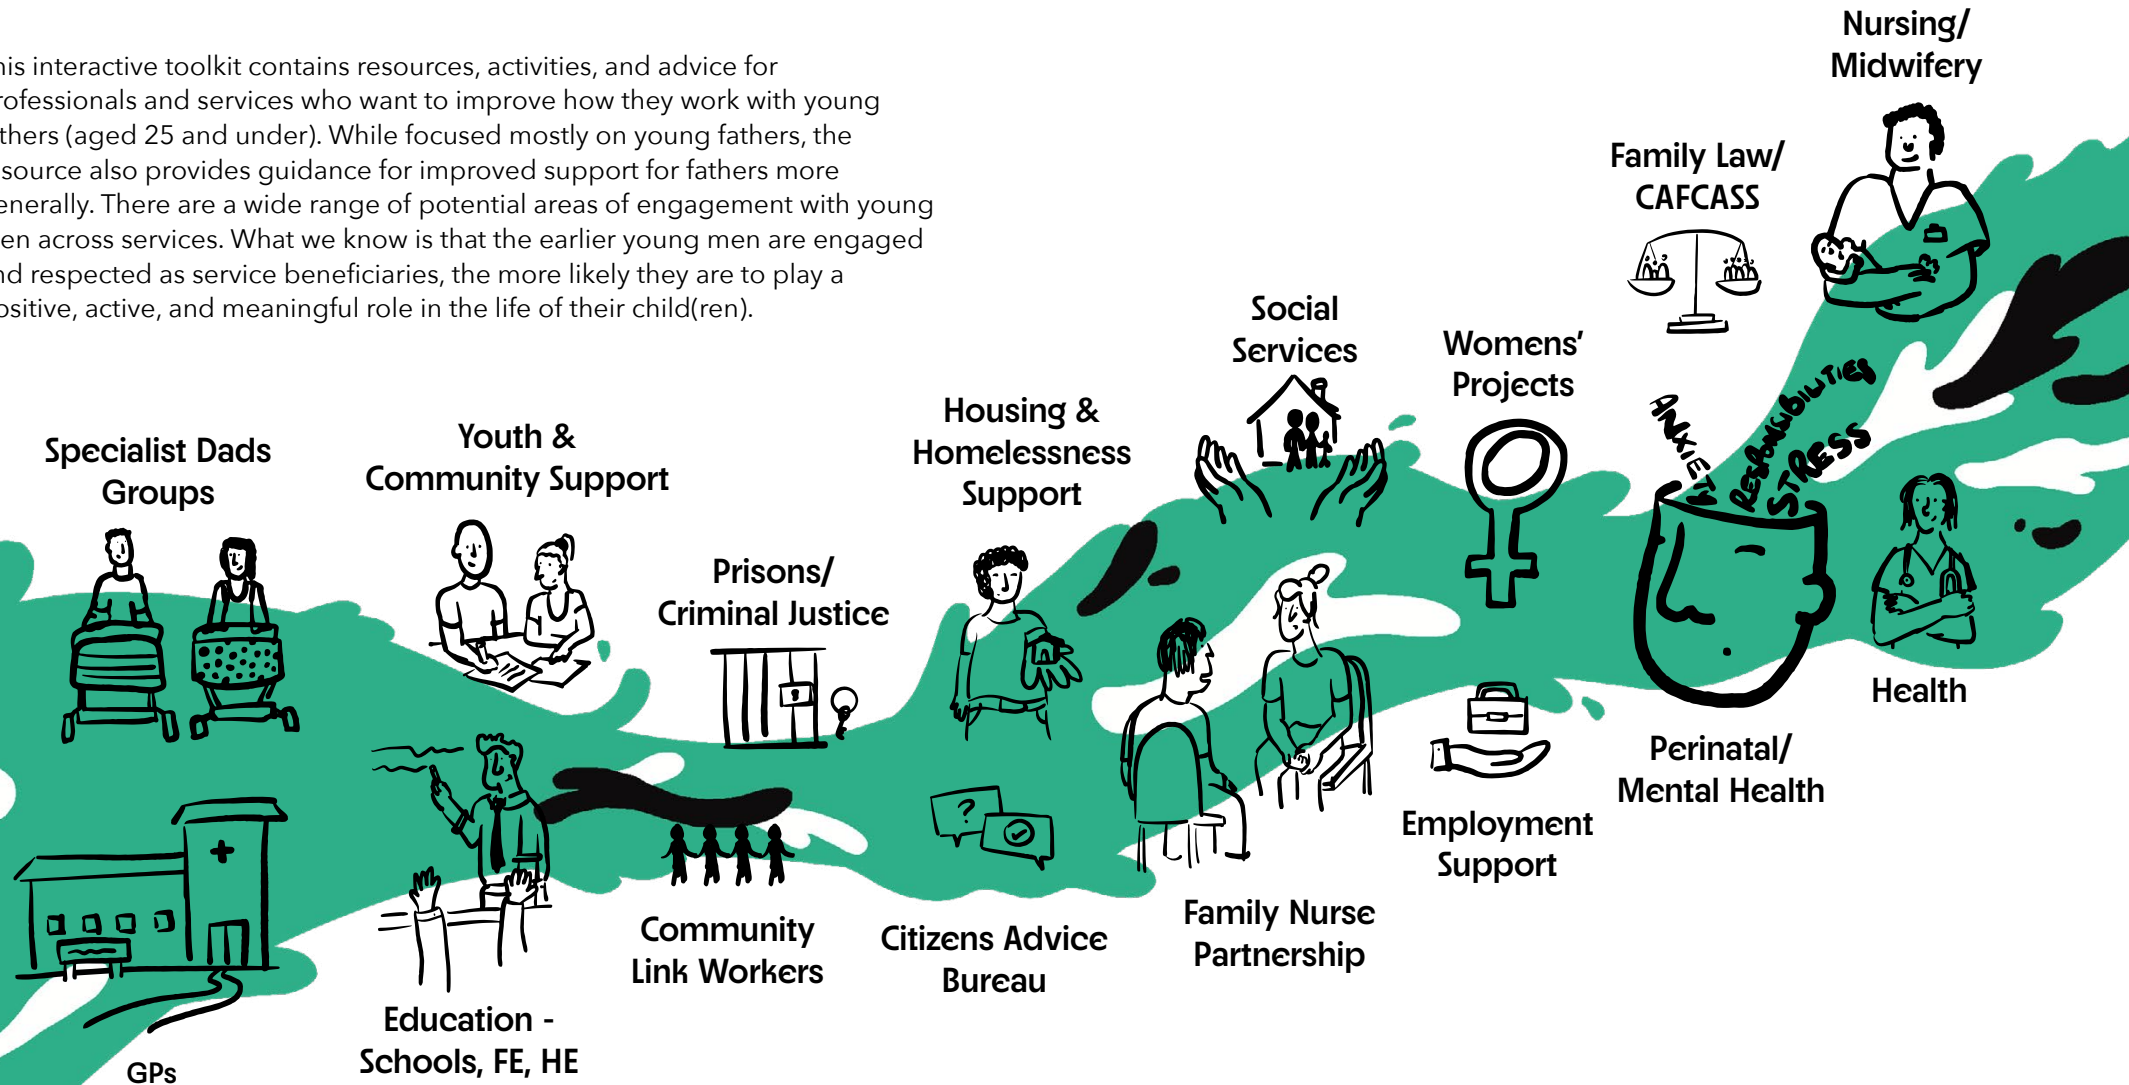 his interactive toolkit contains resources, activities, and advice for
rofessionals and services who want to improve how they work with young
thers (aged 25 and under). While focused mostly on young fathers, the
source also provides guidance for improved support for fathers more
enerally. There are a wide range of potential areas of engagement with young
en across services. What we know is that the earlier young men are engaged
nd respected as service beneficiaries, the more likely they are to play a
ositive, active, and meaningful role in the life of their child(ren).
Nursing/
Midwifery
Family Law/
CAFCASS
Social
Services
Womens'
Projects
Housing &
Homelessness
Support
Specialist Dads
Groups
Youth &
Community Support
Prisons/
Criminal Justice
ANXIETY
RESPONSIBILITIES
STRESS
?
Health
Perinatal/
Mental Health
Employment
Support
Family Nurse
Partnership
Citizens Advice
Bureau
Community
Link Workers
Education -
Schools, FE, HE
GPs